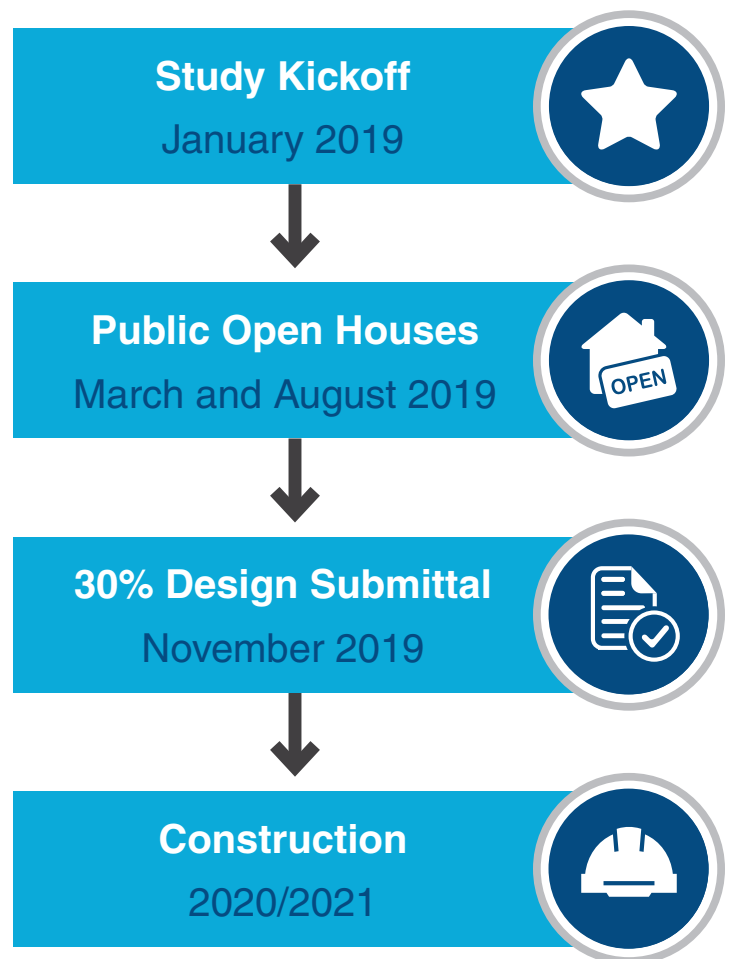 Study Kickoff
January 2019
Public Open Houses
March and August 2019
OPEN
30% Design Submittal
November 2019
Construction
2020/2021